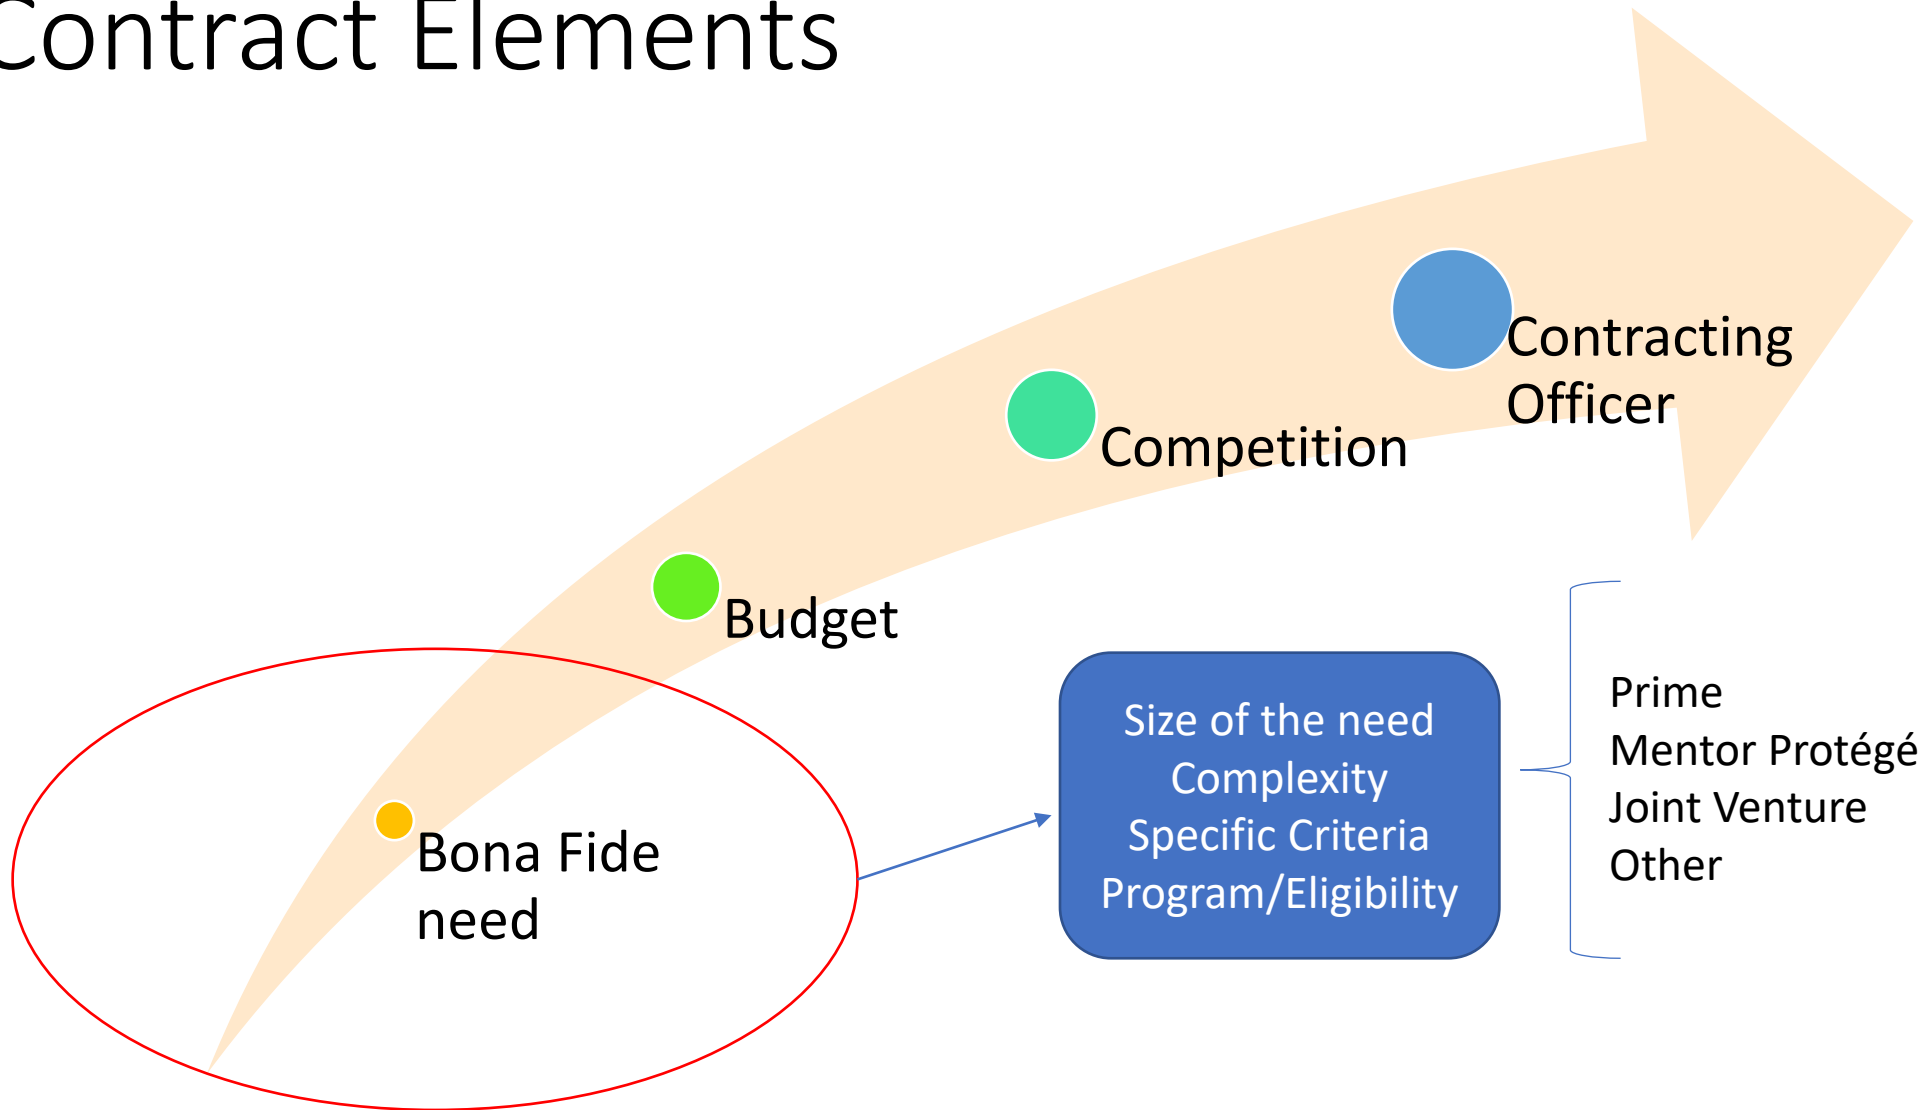 Contract Elements
Contracting
Officer
Competition
Budget
Bona Fide
need
Size of the need
Complexity
Specific Criteria
Program/Eligibility
Prime
Mentor Protégé
Joint Venture
Other